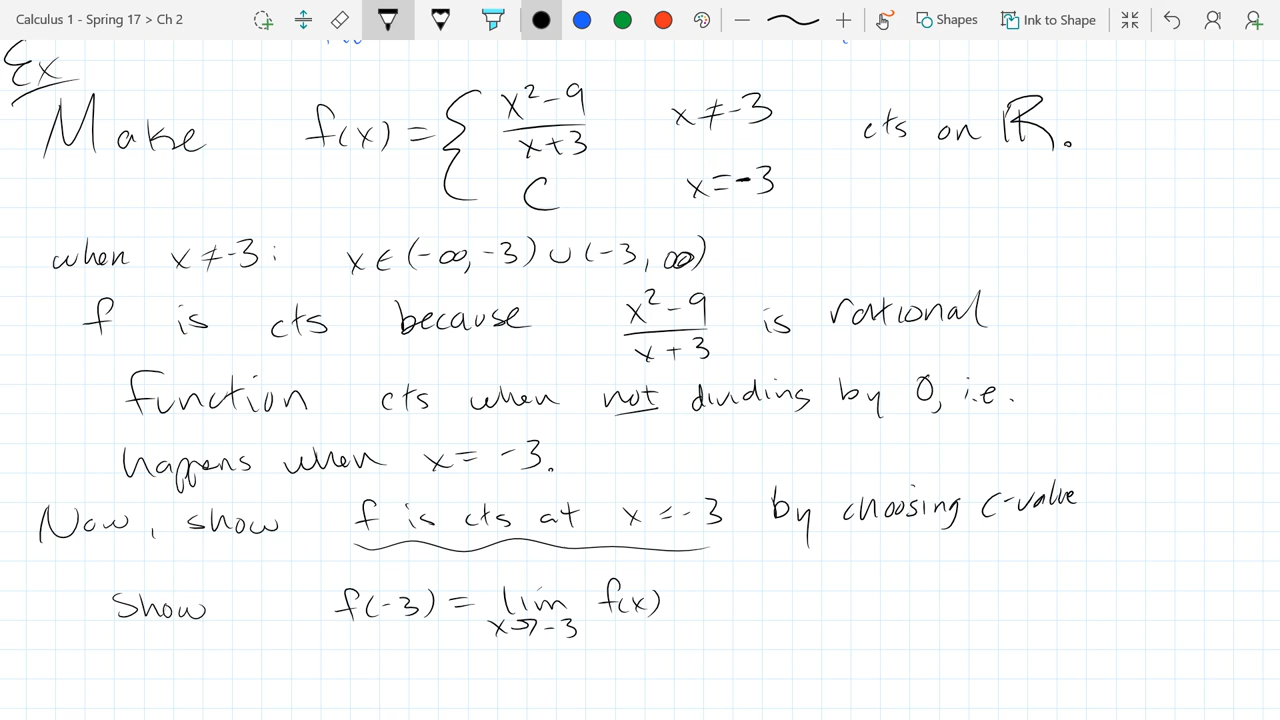 Calculus 1 - Spring 17 > Ch 2
Shapes
Ink to Shape
Ex
Make f(x) = { x² - 9 / x + 3 x ≠ -3 cts on ℝ.
C x = -3
when x ≠ -3: x ∈ (-∞, -3) ∪ (-3, ∞)
f is cts because x² - 9 / x + 3 is rational
function cts when not dividing by 0, i.e.
happens when x = -3.
Now, show f is cts at x = -3 by choosing c-value
Show f(-3) = lim x→-3 f(x)